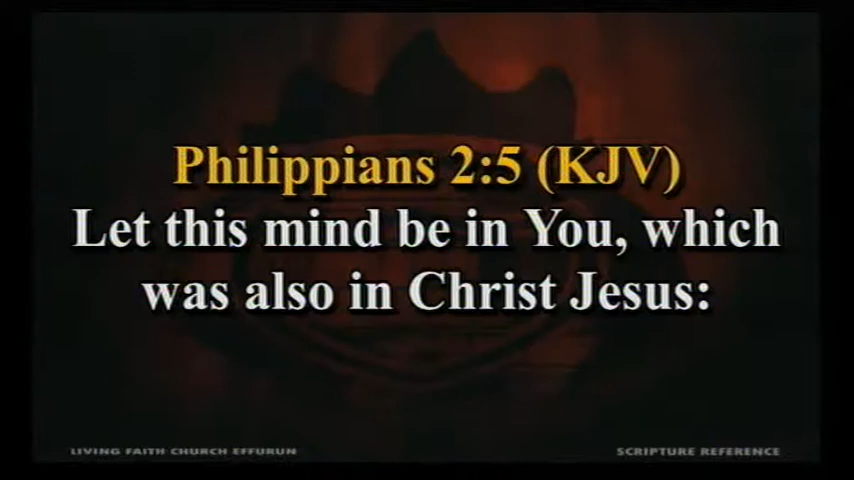 Philippians 2:5 (KJV)
Let this mind be in You, which
was also in Christ Jesus:
LIVING FAITH CHURCH EFFURUN
SCRIPTURE REFERENCE